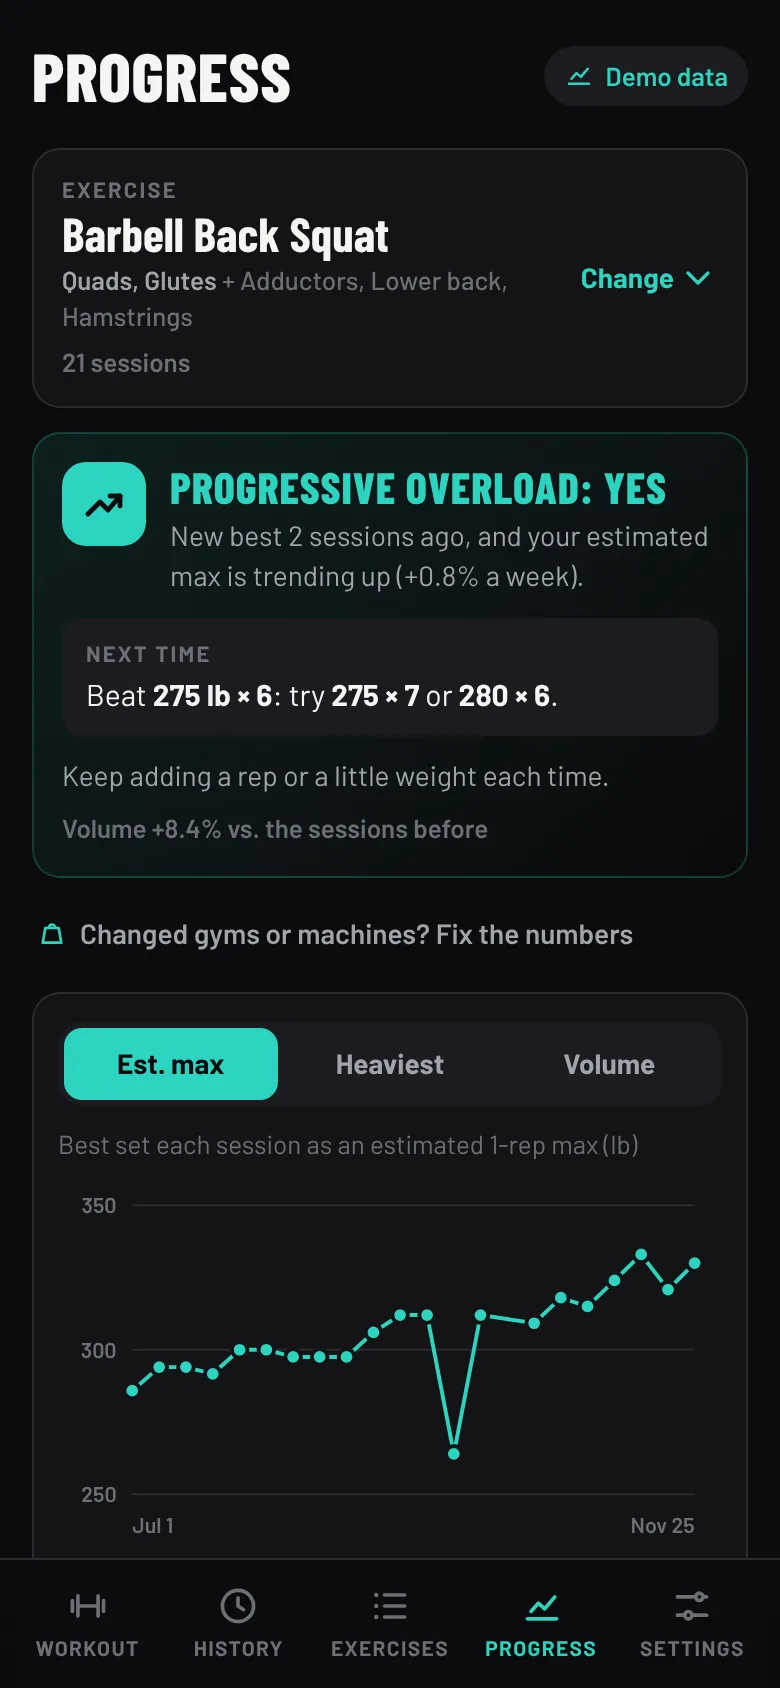 PROGRESS
Demo data
EXERCISE
Barbell Back Squat
Quads, Glutes + Adductors, Lower back,
Hamstrings
21 sessions
Change
PROGRESSIVE OVERLOAD: YES
New best 2 sessions ago, and your estimated
max is trending up (+0.8% a week).
NEXT TIME
Beat 275 lb × 6: try 275 × 7 or 280 × 6.
Keep adding a rep or a little weight each time.
Volume +8.4% vs. the sessions before
Changed gyms or machines? Fix the numbers
Est. max
Heaviest
Volume
Best set each session as an estimated 1-rep max (lb)
350
300
250
Jul 1
Nov 25
WORKOUT
HISTORY
EXERCISES
PROGRESS
SETTINGS